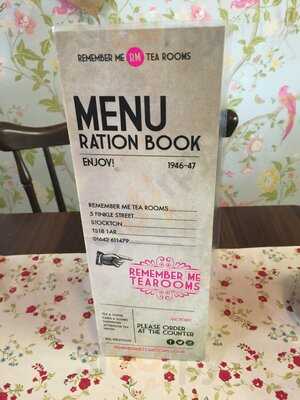 REMEMBER ME RM TEA ROOMS
MENU
RATION BOOK
ENJOY! 1946-47
REMEMBER ME TEA ROOMS
5 FINKLE STREET
STOCKTON
TS18 1AR
01642 611479
REMEMBER ME
TEAROOMS
PLEASE ORDER
AT THE COUNTER